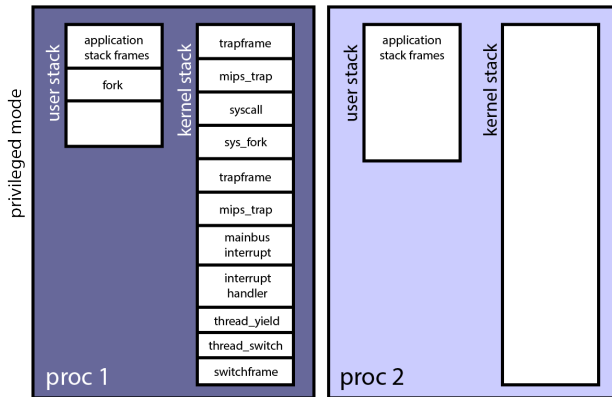 privileged mode
user stack
application
stack frames
fork
kernel stack
trapframe
mips_trap
syscall
sys_fork
trapframe
mips_trap
mainbus
interrupt
interrupt
handler
thread_yield
thread_switch
switchframe
proc 1
user stack
application
stack frames
kernel stack
proc 2